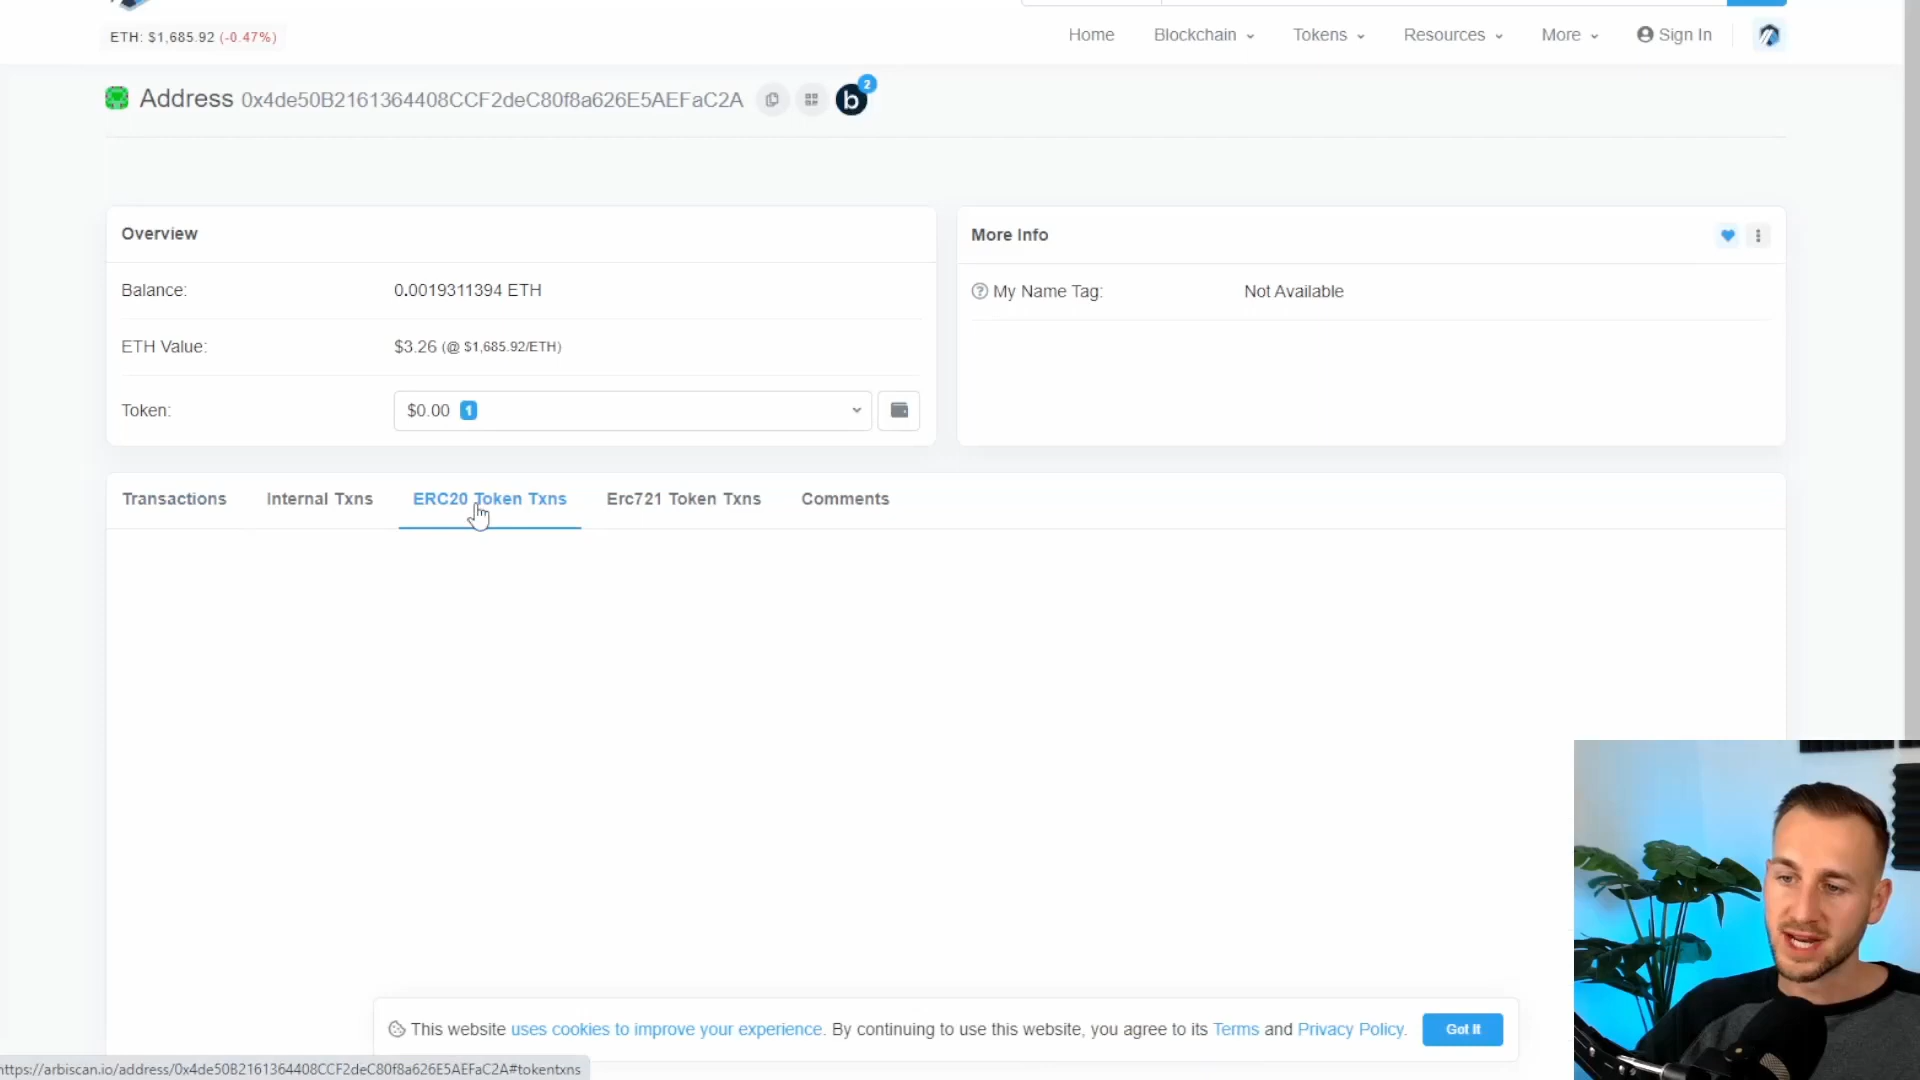 ETH: $1,685.92 (-0.47%)
Home Blockchain Tokens Resources More Sign In
Address 0x4de50B2161364408CCF2deC80f8a626E5AEFaC2A b 2
Overview
Balance: 0.0019311394 ETH
ETH Value: $3.26 (@ $1,685.92/ETH)
Token: $0.00 1
More Info
My Name Tag: Not Available
Transactions Internal Txns ERC20 Token Txns Erc721 Token Txns Comments
This website uses cookies to improve your experience. By continuing to use this website, you agree to its Terms and Privacy Policy. Got It
https://arbiscan.io/address/0x4de50B2161364408CCF2deC80f8a626E5AEFaC2A#tokentxns